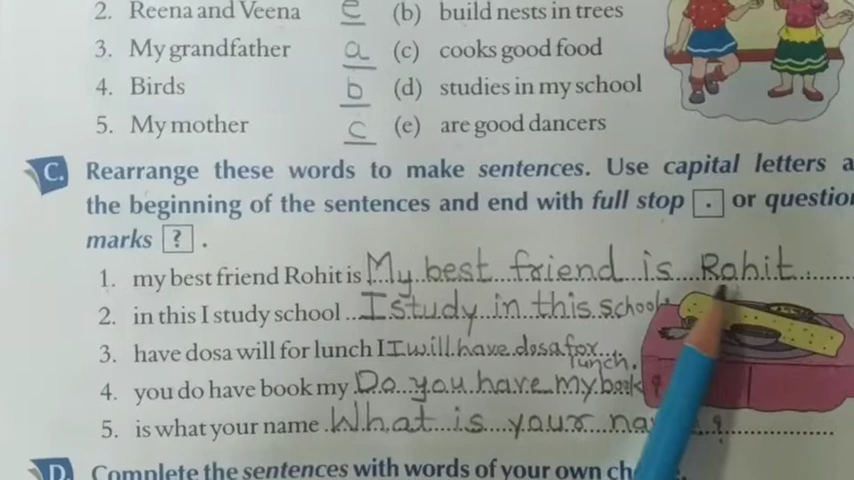 2. Reena and Veena e (b) build nests in trees
3. My grandfather a (c) cooks good food
4. Birds b (d) studies in my school
5. My mother c (e) are good dancers
C. Rearrange these words to make sentences. Use capital letters a
the beginning of the sentences and end with full stop [.] or questio
marks [?].
1. my best friend Rohit is My best friend is Rohit.
2. in this I study school I study in this school.
3. have dosa will for lunch I I will have dosa for
lunch.
4. you do have book my Do you have my book ?
5. is what your name What is your na ?
D. Complete the sentences with words of your own ch